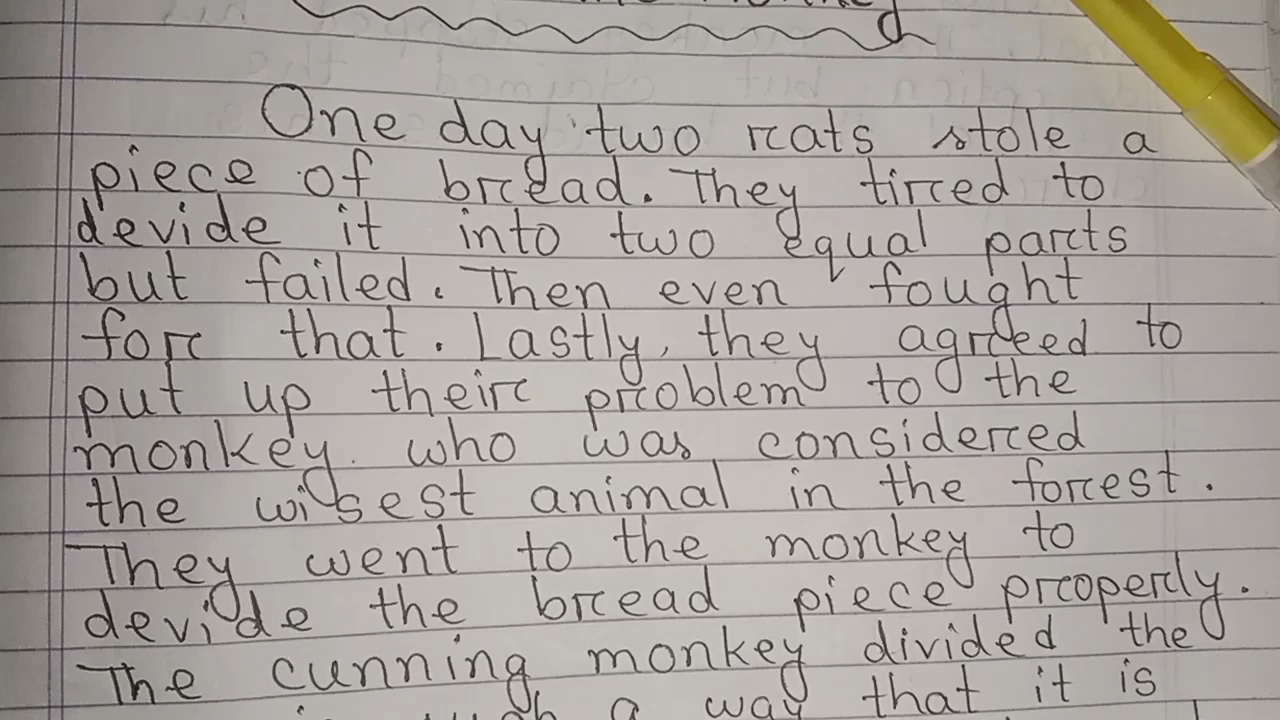 One day two rats stole a
piece of bread. They tired to
devide it into two equal parts
but failed. Then even fought
for that. Lastly, they agreed to
put up their problem to the
monkey who was considered
the wisest animal in the forest.
They went to the monkey to
devide the bread piece properly.
The cunning monkey divided the
a way that it is